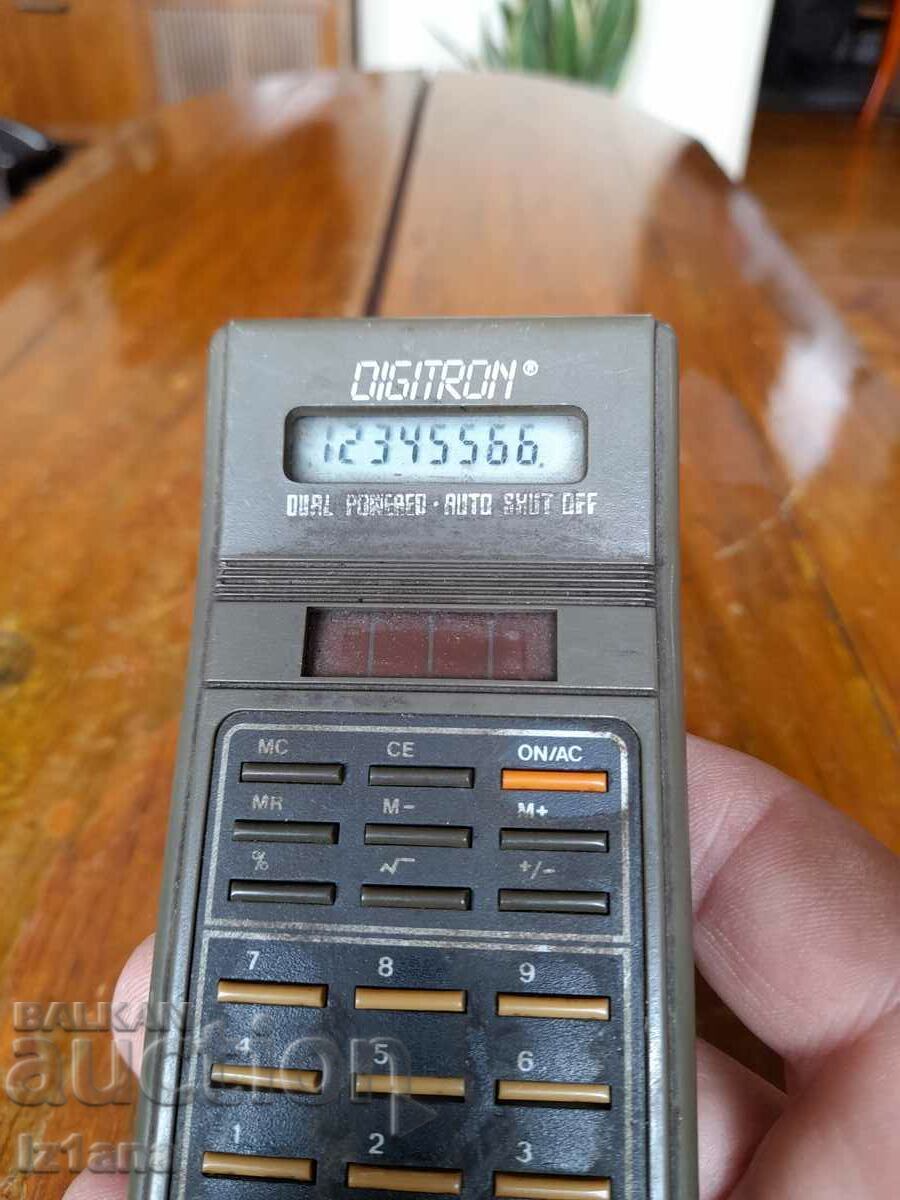 DIGITRON®
12345566.
DUAL POWERED · AUTO SHUT OFF
MC CE ON/AC
MR M- M+
% √ +/-
7 8 9
4 5 6
1 2 3
BALKAN
auction
iz1ana